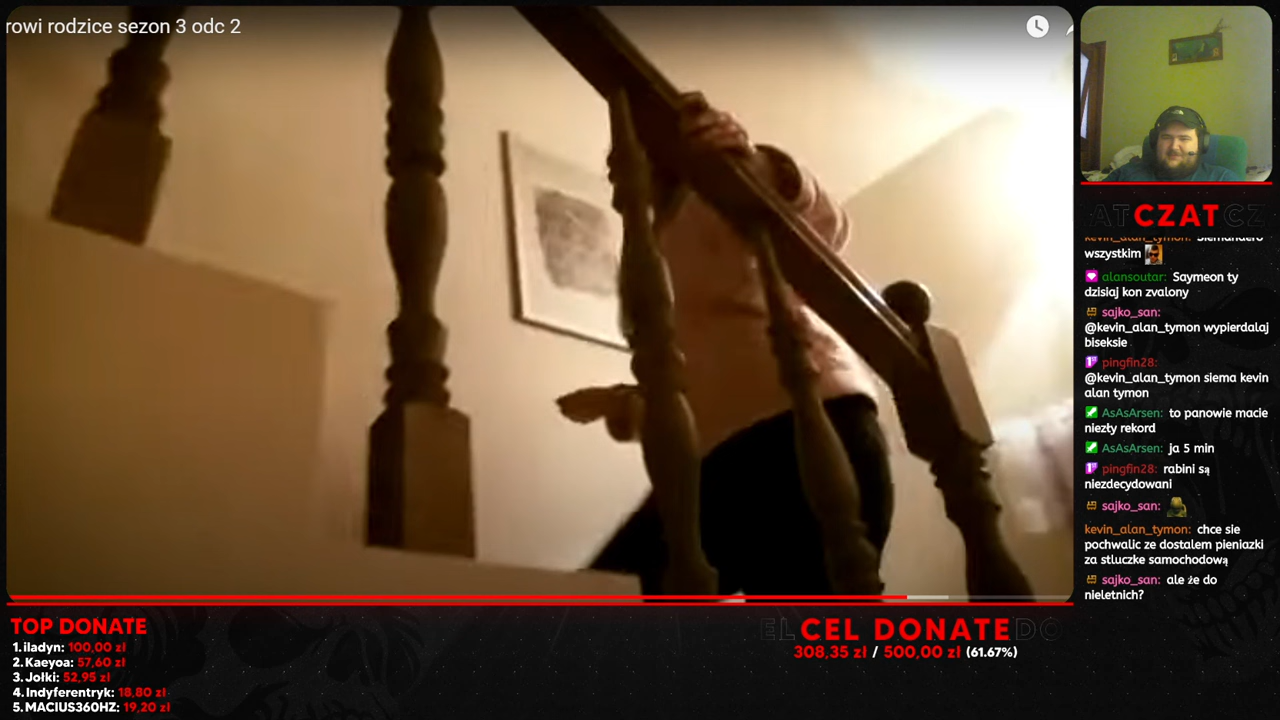 rowi rodzice sezon 3 odc 2
CZAT
kevin_alan_tymon: Siemandero
wszystkim
alansoutar: Saymeon ty
dzisiaj kon zvalony
sajko_san:
@kevin_alan_tymon wypierdalaj
biseksie
pingfin28:
@kevin_alan_tymon siema kevin
alan tymon
AsAsArsen: to panowie macie
niezły rekord
AsAsArsen: ja 5 min
pingfin28: rabini są
niezdecydowani
sajko_san:
kevin_alan_tymon: chce sie
pochwalic ze dostalem pieniazki
za stluczke samochodową
sajko_san: ale że do
nieletnich?
TOP DONATE
1. iladyn: 100,00 zł
2. Kaeyoa: 57,60 zł
3. Jołki: 52,95 zł
4. Indyferentryk: 18,80 zł
5. MACIUS360HZ: 19,20 zł
CEL DONATE
308,35 zł / 500,00 zł (61.67%)